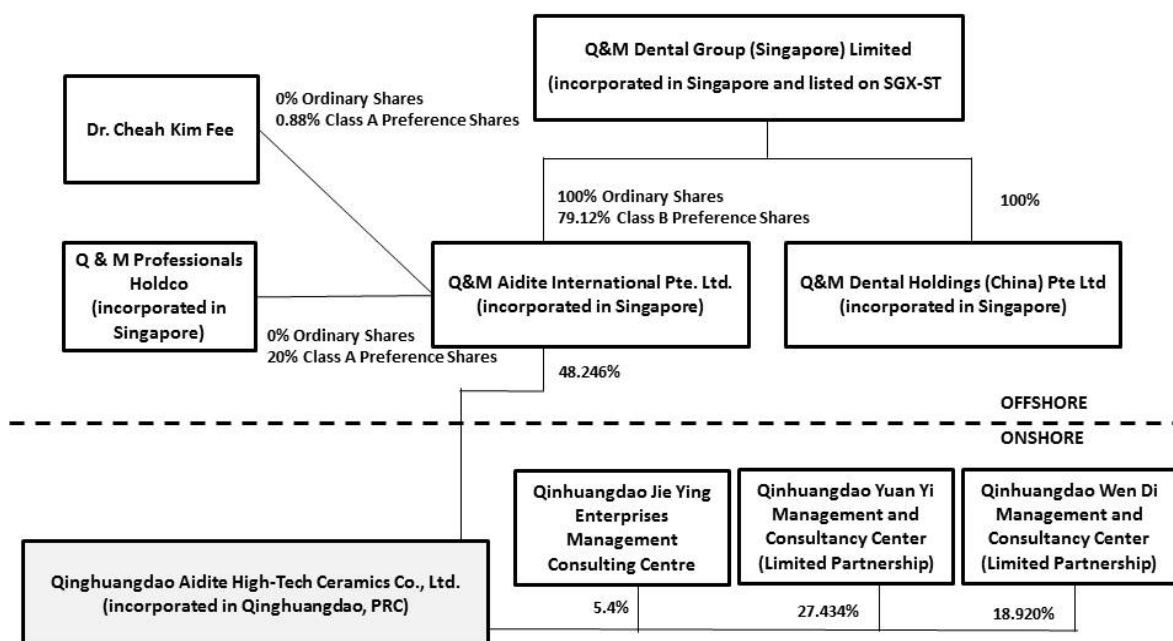 Q&M Dental Group (Singapore) Limited
(incorporated in Singapore and listed on SGX-ST
Dr. Cheah Kim Fee
0% Ordinary Shares
0.88% Class A Preference Shares
100% Ordinary Shares
79.12% Class B Preference Shares
100%
Q & M Professionals
Holdco
(incorporated in
Singapore)
Q&M Aidite International Pte. Ltd.
(incorporated in Singapore)
Q&M Dental Holdings (China) Pte Ltd
(incorporated in Singapore)
0% Ordinary Shares
20% Class A Preference Shares
48.246%
OFFSHORE
ONSHORE
Qinhuangdao Jie Ying
Enterprises
Management
Consulting Centre
Qinhuangdao Yuan Yi
Management and
Consultancy Center
(Limited Partnership)
Qinhuangdao Wen Di
Management and
Consultancy Center
(Limited Partnership)
Qinghuangdao Aidite High-Tech Ceramics Co., Ltd.
(incorporated in Qinghuangdao, PRC)
5.4%
27.434%
18.920%